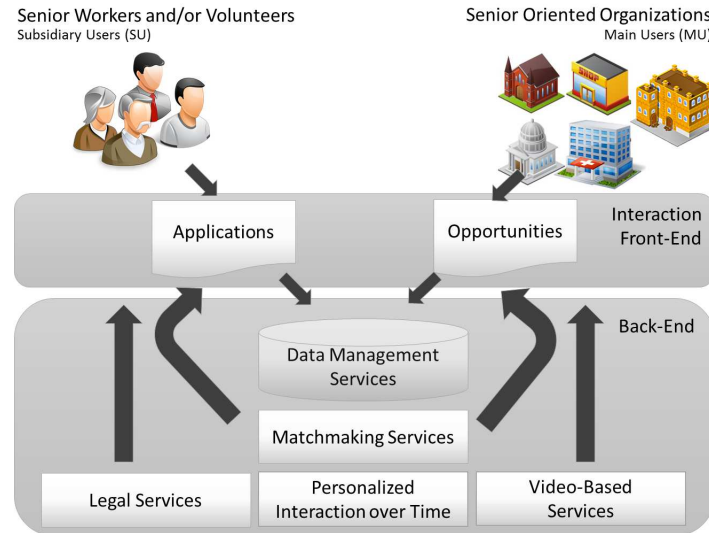 Senior Workers and/or Volunteers
Subsidiary Users (SU)
Senior Oriented Organizations
Main Users (MU)
SHOP
Applications
Opportunities
Interaction
Front-End
Back-End
Data Management
Services
Matchmaking Services
Legal Services
Personalized
Interaction over Time
Video-Based
Services